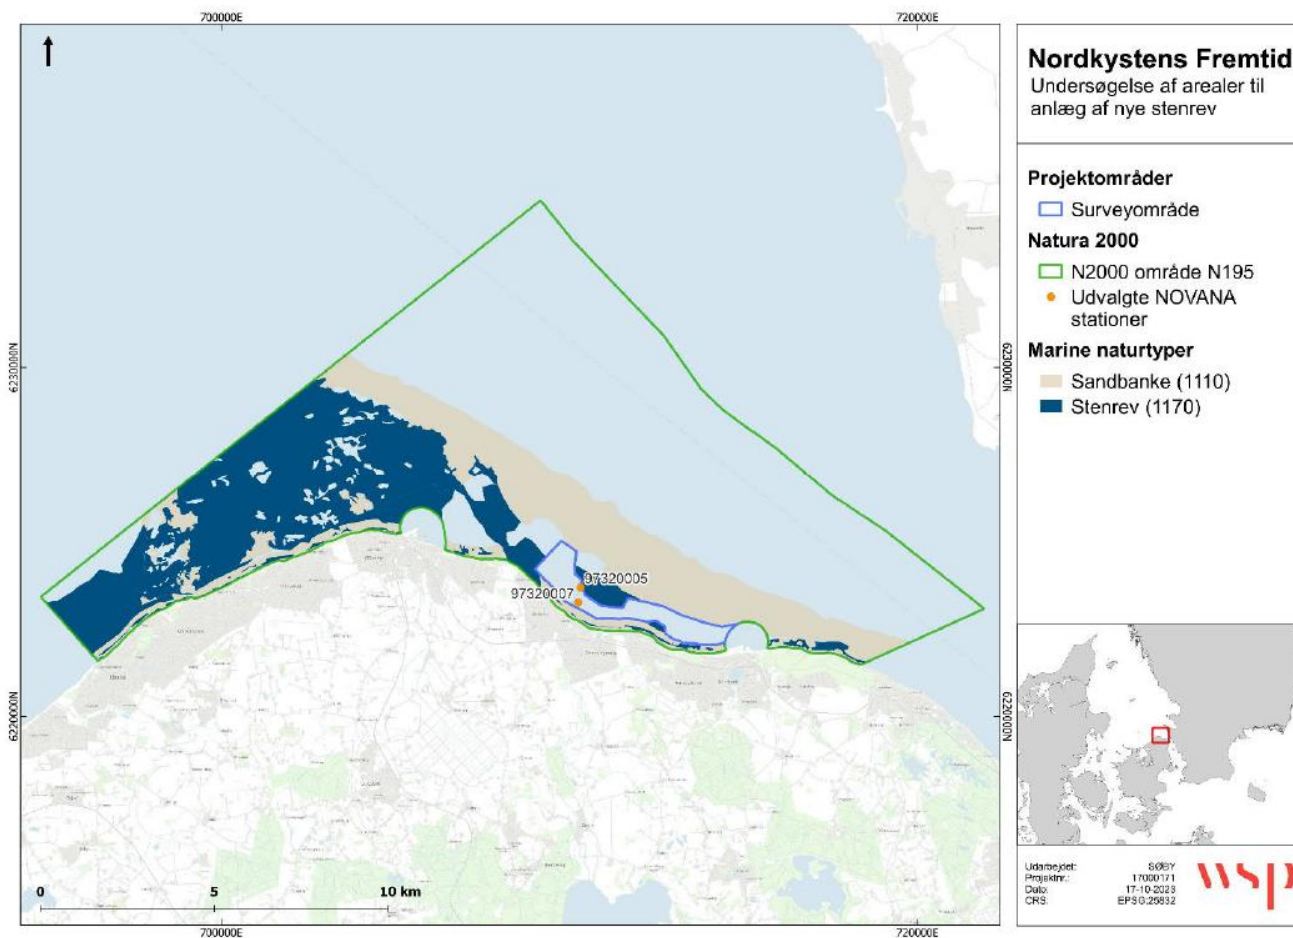 700000E
720000E
Nordkystens Fremtid
Undersøgelse af arealer til
anlæg af nye stenrev
Projektområder
Surveyområde
Natura 2000
N2000 område N195
Udvalgte NOVANA
stationer
Marine naturtyper
Sandbanke (1110)
Stenrev (1170)
6230000N
6230000N
97320005
97320007
6220000N
6220000N
0 5 10 km
700000E
720000E
Udarbejdet: SØBY
Projektnr.: 17000171
Dato: 17-10-2023
CRS: EPSG:25832
wsp